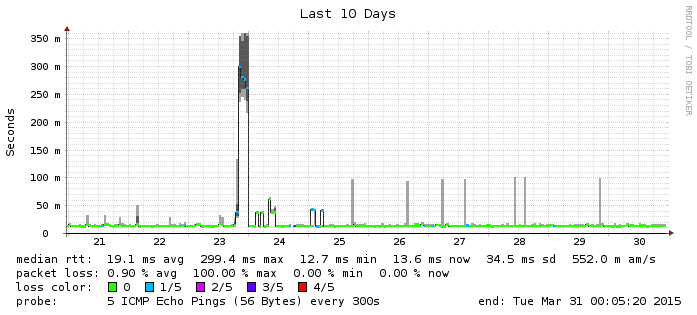 Last 10 Days
RRDTOOL / TOBI OETIKER
Seconds
350 m
300 m
250 m
200 m
150 m
100 m
50 m
0
21 22 23 24 25 26 27 28 29 30
median rtt: 19.1 ms avg 299.4 ms max 12.7 ms min 13.6 ms now 34.5 ms sd 552.0 m am/s
packet loss: 0.90 % avg 100.00 % max 0.00 % min 0.00 % now
loss color: 0 1/5 2/5 3/5 4/5
probe: 5 ICMP Echo Pings (56 Bytes) every 300s end: Tue Mar 31 00:05:20 2015